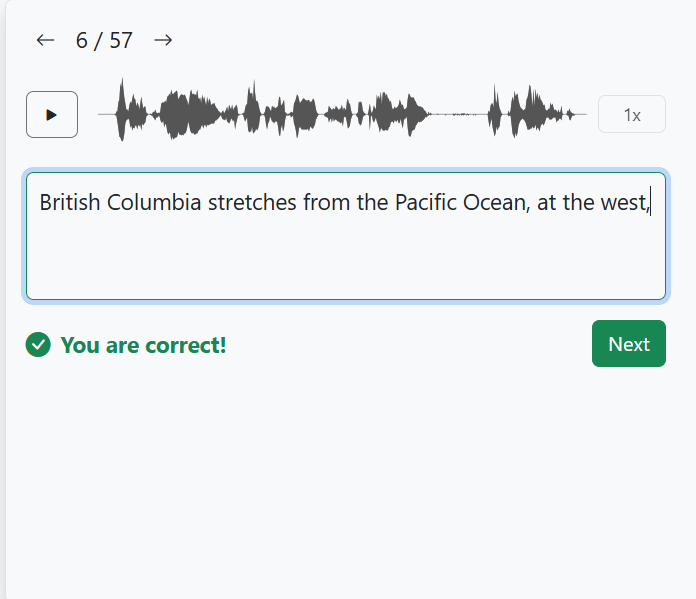 ← 6 / 57 →
1x
British Columbia stretches from the Pacific Ocean, at the west,
You are correct!
Next